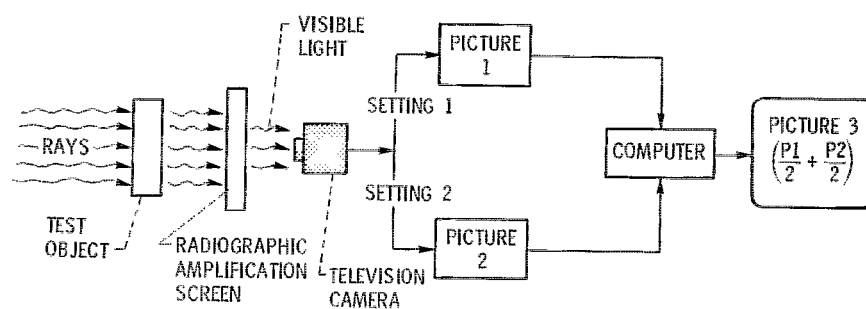 VISIBLE
LIGHT
PICTURE
1
SETTING 1
RAYS
COMPUTER
PICTURE 3
(P1/2 + P2/2)
SETTING 2
TEST
OBJECT
RADIOGRAPHIC
AMPLIFICATION
SCREEN
TELEVISION
CAMERA
PICTURE
2